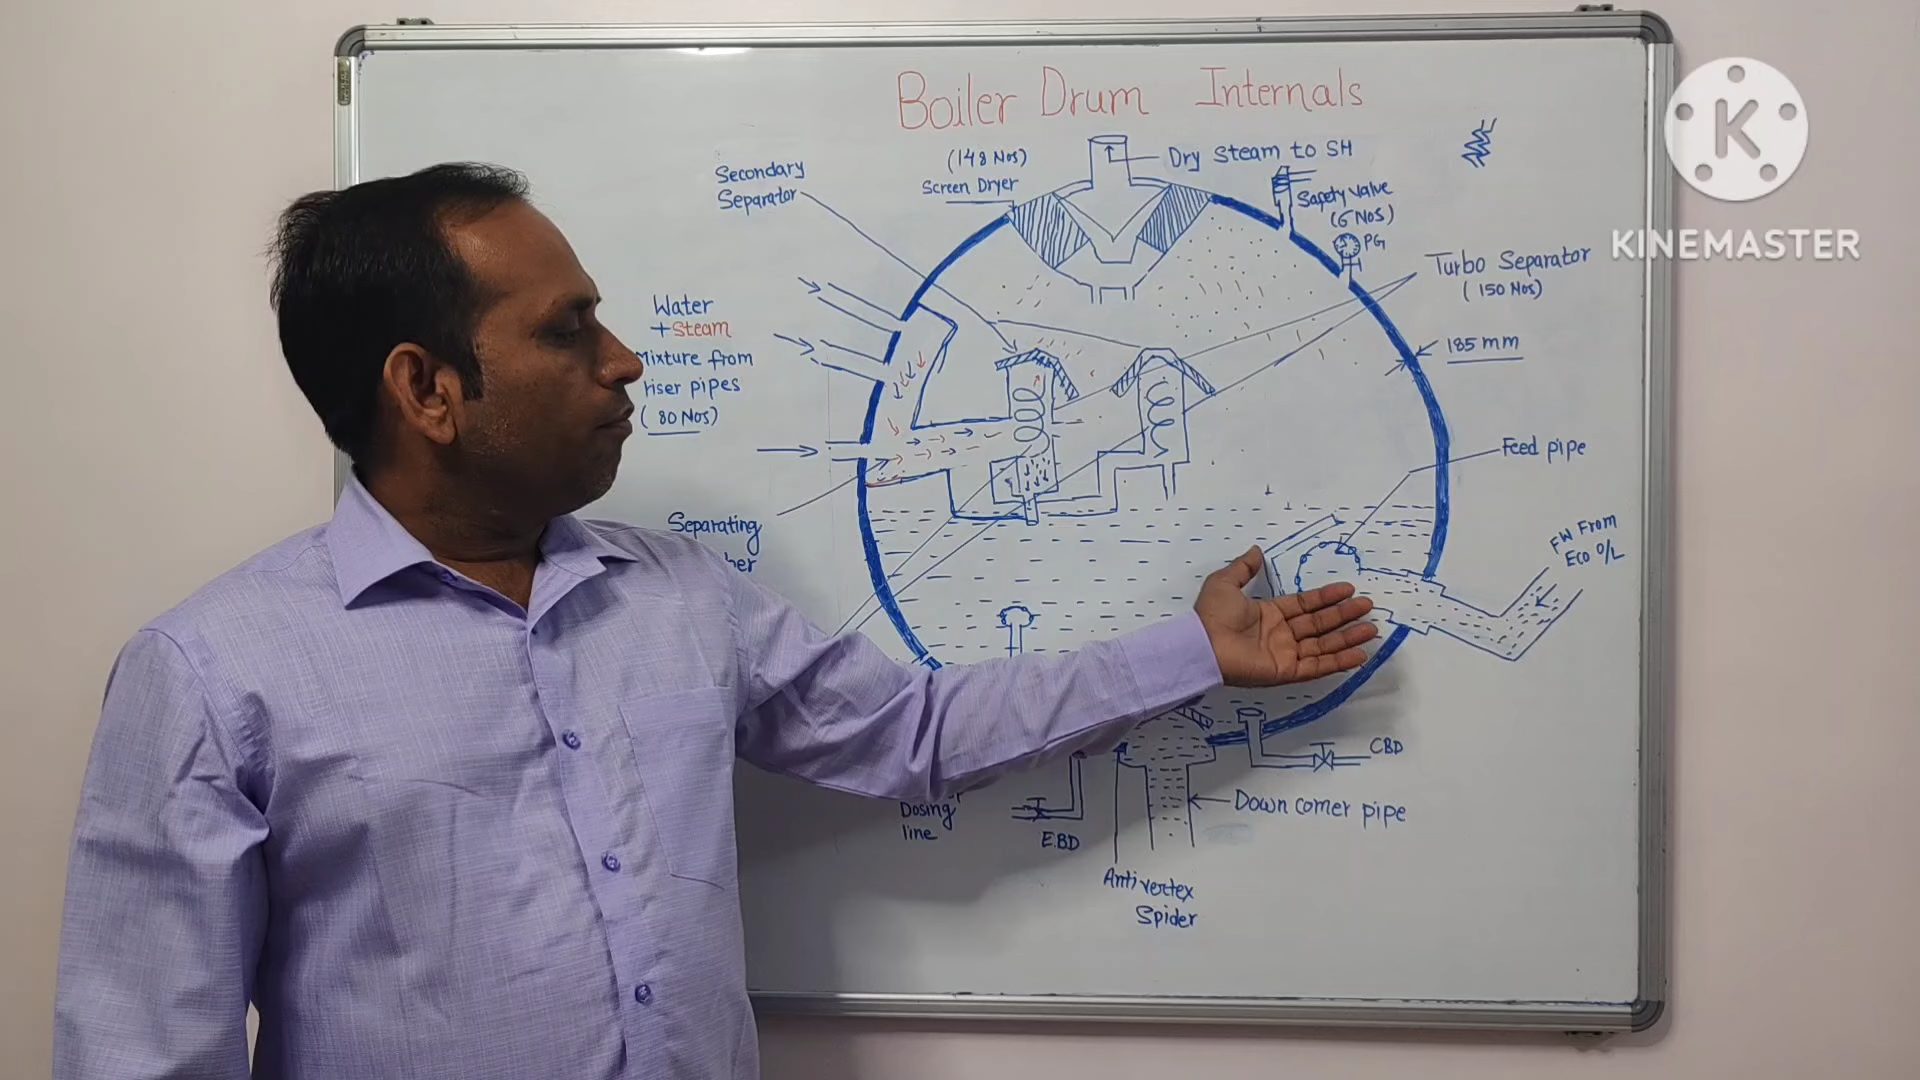 Boiler Drum Internals
(148 Nos)
Screen Dryer
Dry Steam to SH
Secondary
Separator
Safety valve
(6 Nos)
PG
K
KINEMASTER
Turbo Separator
(150 Nos)
Water
+Steam
Mixture from
riser pipes
(80 Nos)
185 mm
Feed pipe
Separating
FW From
Eco O/L
CBD
Dosing
line
EBD
Down comer pipe
Anti vertex
Spider